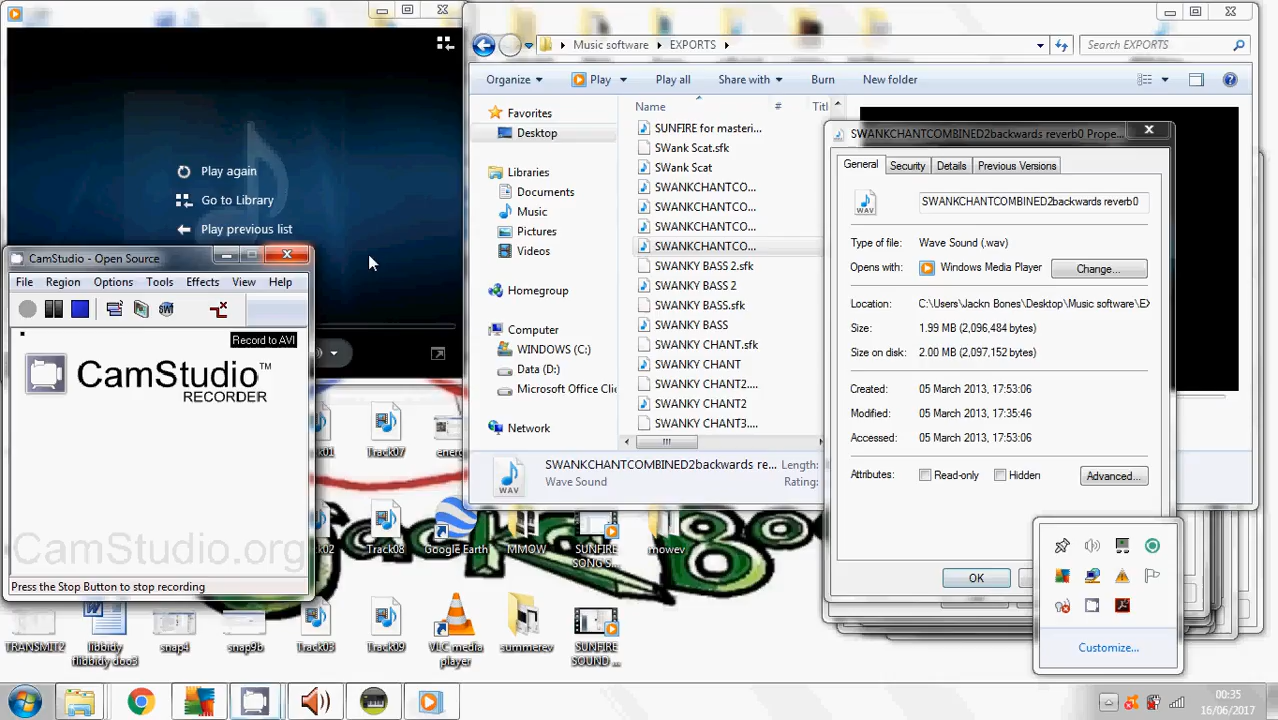 Play again
Go to Library
Play previous list
CamStudio - Open Source
File Region Options Tools Effects View Help
Record to AVI
CamStudio™
RECORDER
CamStudio.org
Press the Stop Button to stop recording
Music software EXPORTS
Search EXPORTS
Organize Play Play all Share with Burn New folder
Favorites
Desktop
Libraries
Documents
Music
Pictures
Videos
Homegroup
Computer
WINDOWS (C:)
Data (D:)
Microsoft Office Clic
Network
Name # Titl
SUNFIRE for masteri...
SWank Scat.sfk
SWank Scat
SWANKCHANTCO...
SWANKCHANTCO...
SWANKCHANTCO...
SWANKCHANTCO...
SWANKY BASS 2.sfk
SWANKY BASS 2
SWANKY BASS.sfk
SWANKY BASS
SWANKY CHANT.sfk
SWANKY CHANT
SWANKY CHANT2....
SWANKY CHANT2
SWANKY CHANT3....
WAV
SWANKCHANTCOMBINED2backwards re... Length:
Wave Sound Rating:
SWANKCHANTCOMBINED2backwards reverb0 Prope...
General Security Details Previous Versions
WAV
SWANKCHANTCOMBINED2backwards reverb0
Type of file: Wave Sound (.wav)
Opens with: Windows Media Player Change...
Location: C:\Users\Jackn Bones\Desktop\Music software\EX
Size: 1.99 MB (2,096,484 bytes)
Size on disk: 2.00 MB (2,097,152 bytes)
Created: 05 March 2013, 17:53:06
Modified: 05 March 2013, 17:35:46
Accessed: 05 March 2013, 17:53:06
Attributes: Read-only Hidden Advanced...
OK
Customize...
Track07
Track08
Google Earth
MMOW
SUNFIRE
SONG S...
mowev
TRANSMIT2
flibbidy
flibbidy doo3
snap4
snap9b
Track03
Track09
VLC media
player
summerev
SUNFIRE
SOUND ...
00:35
16/06/2017